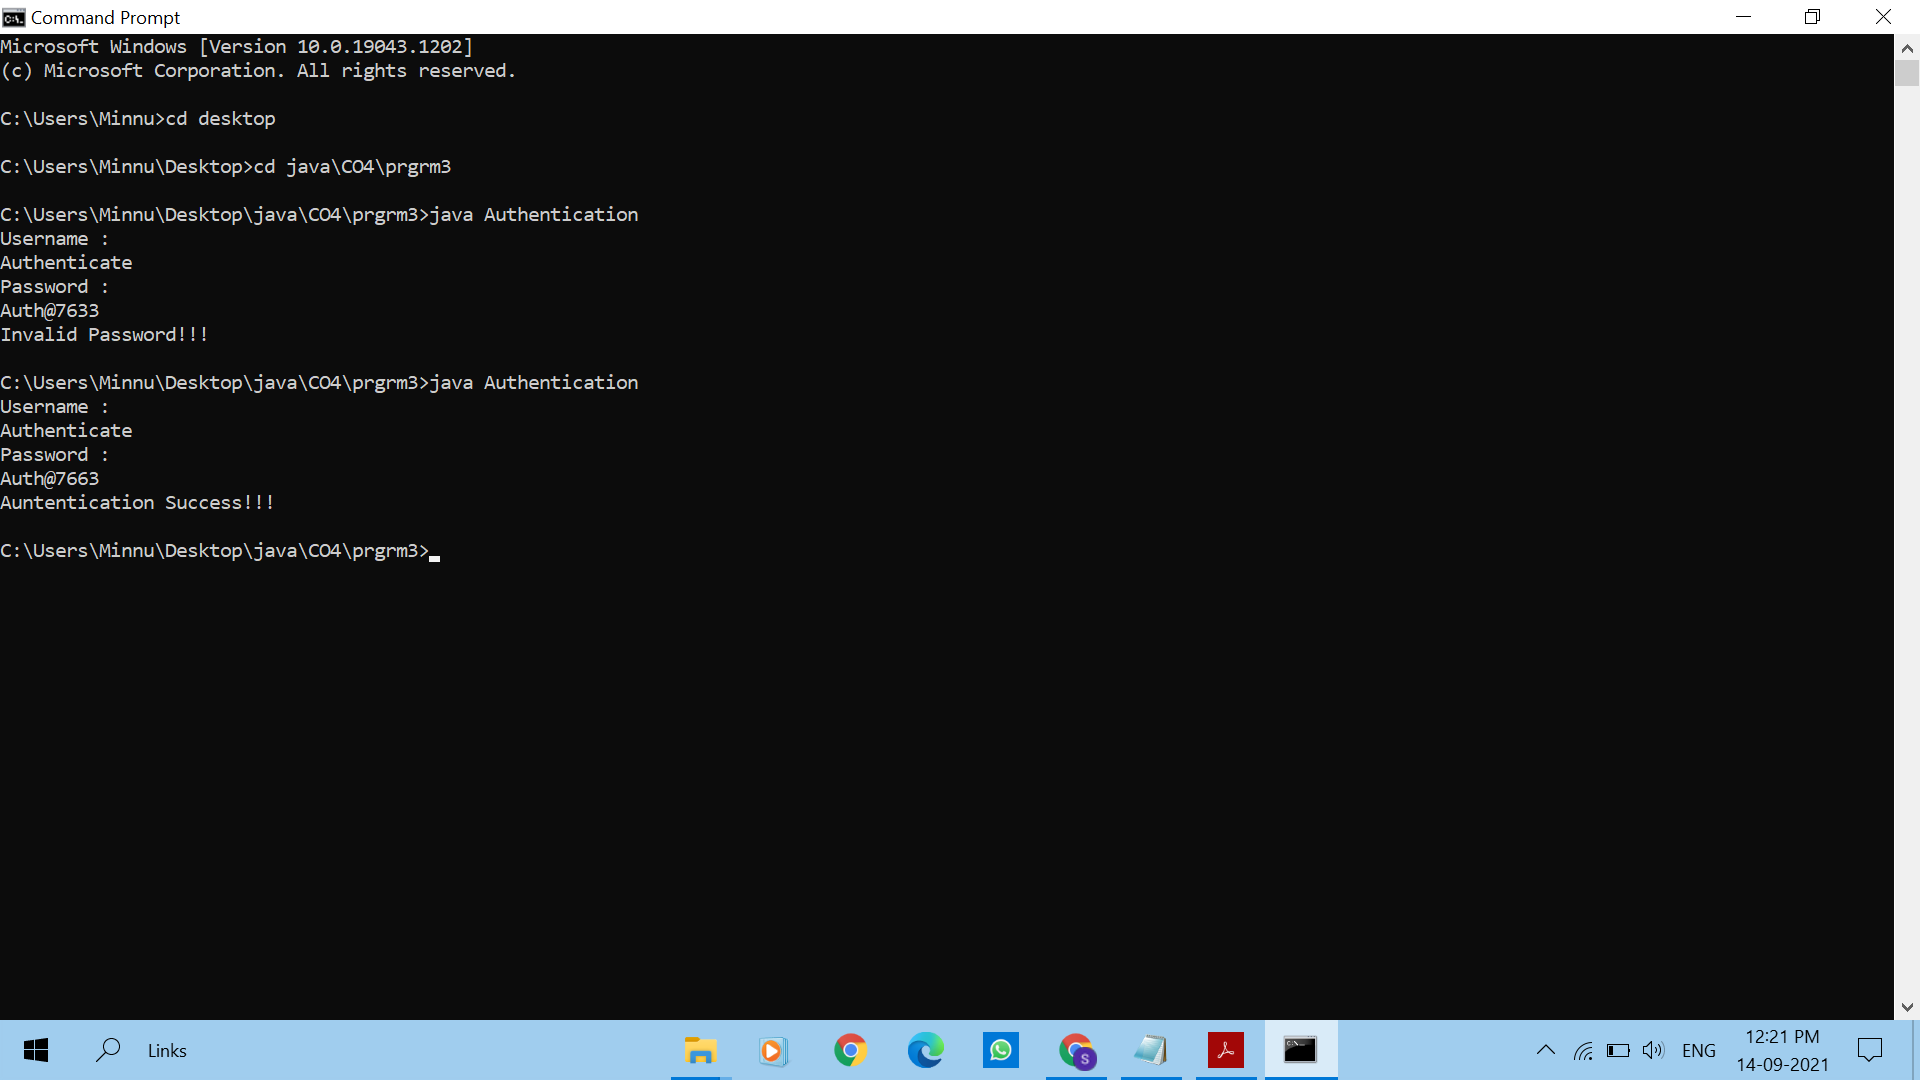 Command Prompt
Microsoft Windows [Version 10.0.19043.1202]
(c) Microsoft Corporation. All rights reserved.
C:\Users\Minnu>cd desktop
C:\Users\Minnu\Desktop>cd java\CO4\prgrm3
C:\Users\Minnu\Desktop\java\CO4\prgrm3>java Authentication
Username :
Authenticate
Password :
Auth@7633
Invalid Password!!!
C:\Users\Minnu\Desktop\java\CO4\prgrm3>java Authentication
Username :
Authenticate
Password :
Auth@7663
Auntentication Success!!!
C:\Users\Minnu\Desktop\java\CO4\prgrm3>
Links
S
ENG
12:21 PM
14-09-2021